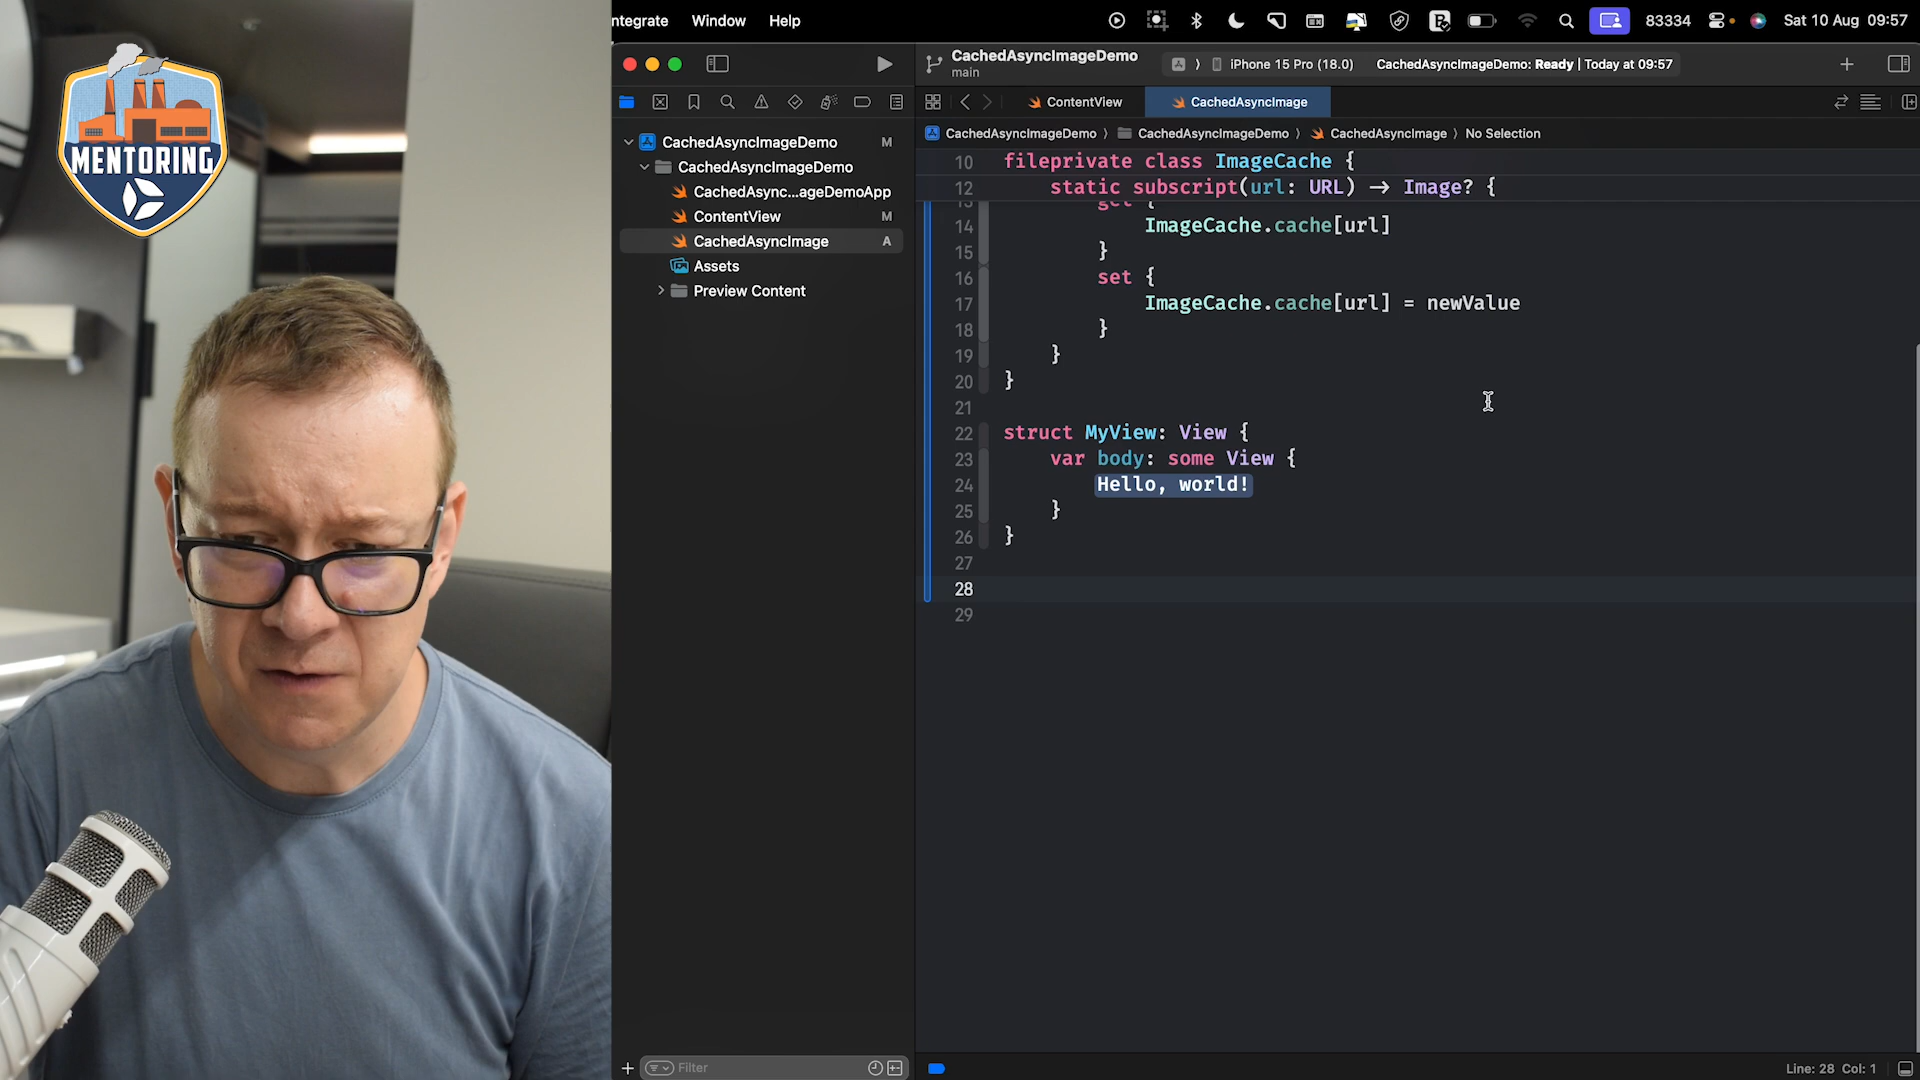 MENTORING
ntegrate Window Help
83334 Sat 10 Aug 09:57
CachedAsyncImageDemo
main
iPhone 15 Pro (18.0) CachedAsyncImageDemo: Ready | Today at 09:57
ContentView CachedAsyncImage
CachedAsyncImageDemo CachedAsyncImageDemo CachedAsyncImage No Selection
CachedAsyncImageDemo M
CachedAsyncImageDemo
CachedAsync...ageDemoApp
ContentView M
CachedAsyncImage A
Assets
Preview Content
10 fileprivate class ImageCache {
12 static subscript(url: URL) -> Image? {
13 get {
14 ImageCache.cache[url]
15 }
16 set {
17 ImageCache.cache[url] = newValue
18 }
19 }
20 }
21
22 struct MyView: View {
23 var body: some View {
24 Hello, world!
25 }
26 }
27
28
29
Filter
Line: 28 Col: 1